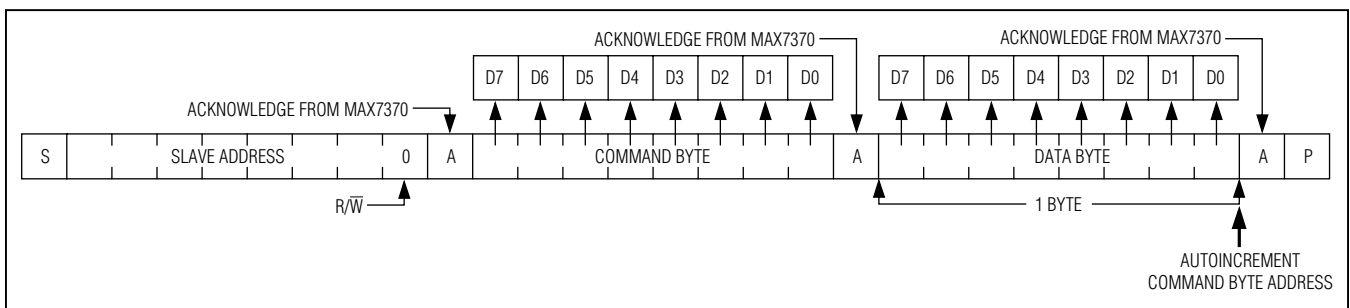 ACKNOWLEDGE FROM MAX7370
ACKNOWLEDGE FROM MAX7370
D7 D6 D5 D4 D3 D2 D1 D0
D7 D6 D5 D4 D3 D2 D1 D0
ACKNOWLEDGE FROM MAX7370
S SLAVE ADDRESS 0 A COMMAND BYTE A DATA BYTE A P
R/W̅
1 BYTE
AUTOINCREMENT
COMMAND BYTE ADDRESS